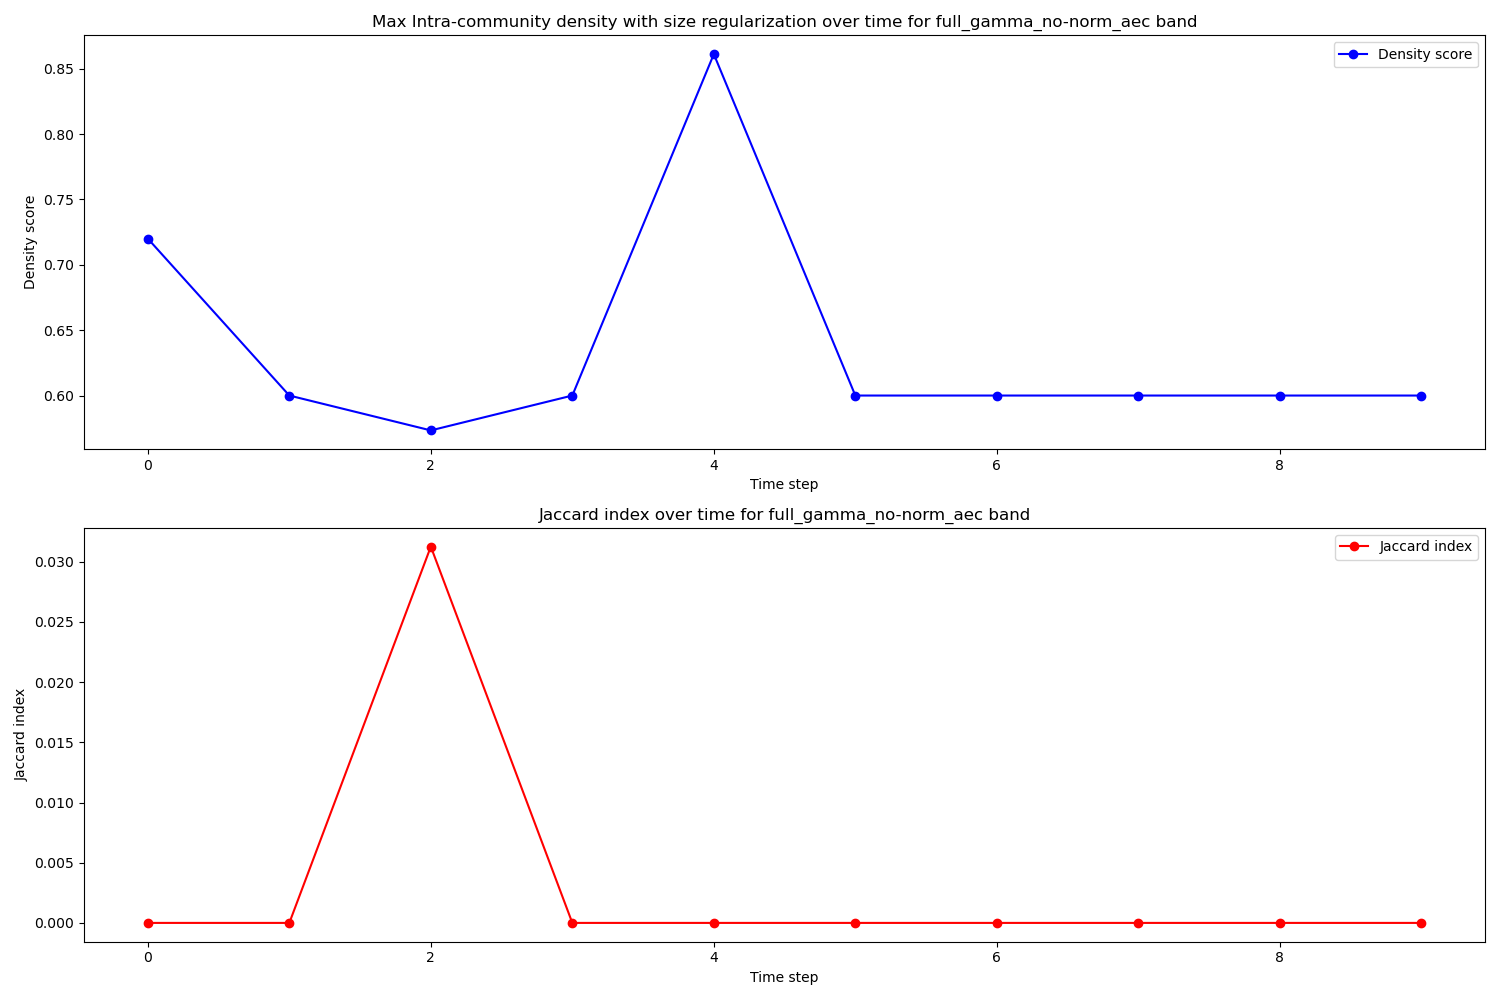 Max Intra-community density with size regularization over time for full_gamma_no-norm_aec band
Density score
0.85
0.80
0.75
0.70
0.65
0.60
Density score
0 2 4 6 8
Time step
Jaccard index over time for full_gamma_no-norm_aec band
Jaccard index
0.030
0.025
0.020
0.015
0.010
0.005
0.000
Jaccard index
0 2 4 6 8
Time step